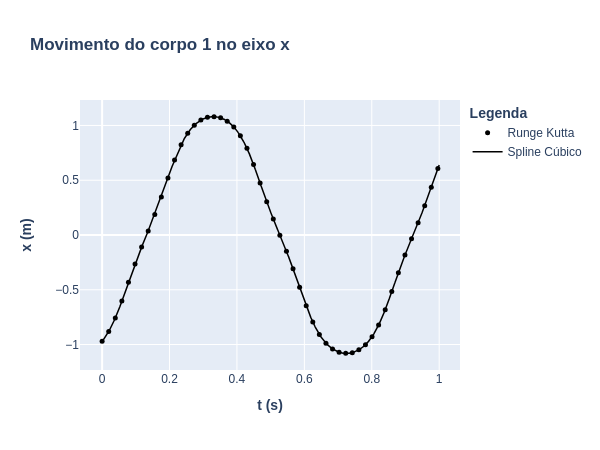 Movimento do corpo 1 no eixo x
Legenda
Runge Kutta
Spline Cúbico
1
0.5
0
−0.5
−1
x (m)
0
0.2
0.4
0.6
0.8
1
t (s)